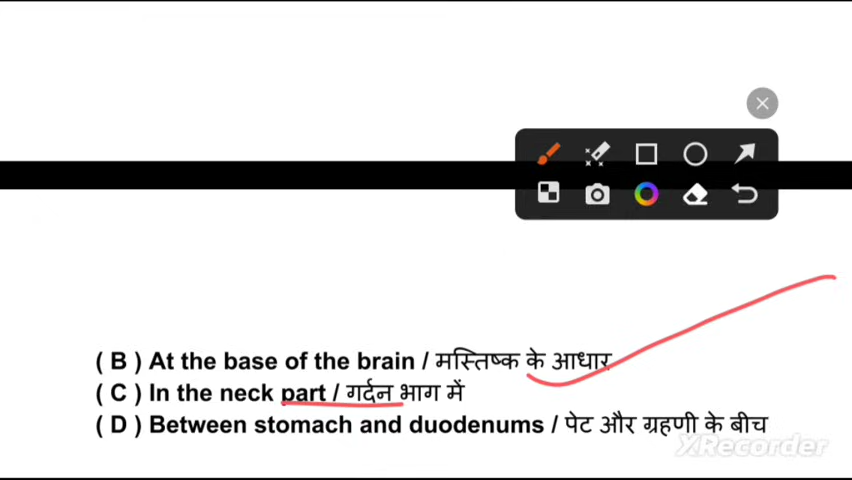 ( B ) At the base of the brain / मस्तिष्क के आधार
( C ) In the neck part / गर्दन भाग में
( D ) Between stomach and duodenums / पेट और ग्रहणी के बीच
XRecorder